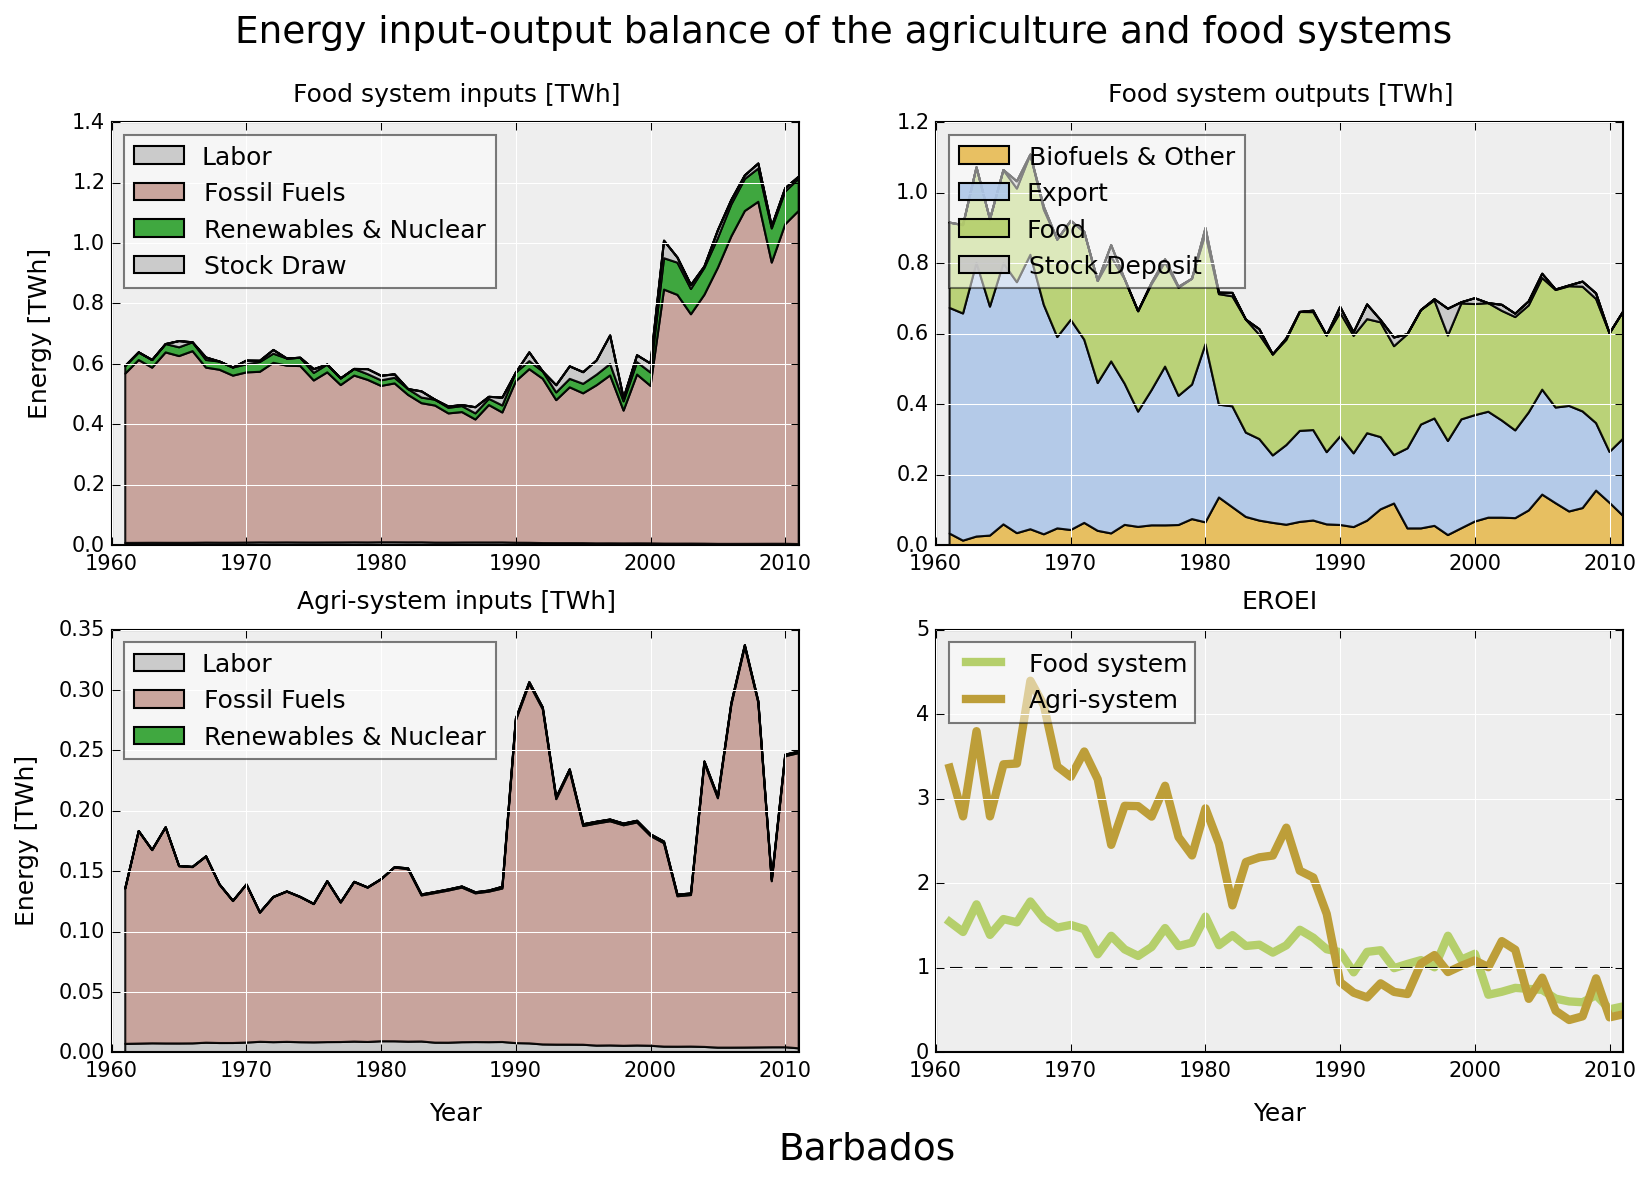 Energy input-output balance of the agriculture and food systems
Food system inputs [TWh]
Energy [TWh]
1.4
1.2
1.0
0.8
0.6
0.4
0.2
0.0
Labor
Fossil Fuels
Renewables & Nuclear
Stock Draw
1960 1970 1980 1990 2000 2010
Food system outputs [TWh]
1.2
1.0
0.8
0.6
0.4
0.2
0.0
Biofuels & Other
Export
Food
Stock Deposit
1960 1970 1980 1990 2000 2010
Agri-system inputs [TWh]
Energy [TWh]
0.35
0.30
0.25
0.20
0.15
0.10
0.05
0.00
Labor
Fossil Fuels
Renewables & Nuclear
1960 1970 1980 1990 2000 2010
Year
EROEI
5
4
3
2
1
0
Food system
Agri-system
1960 1970 1980 1990 2000 2010
Year
Barbados